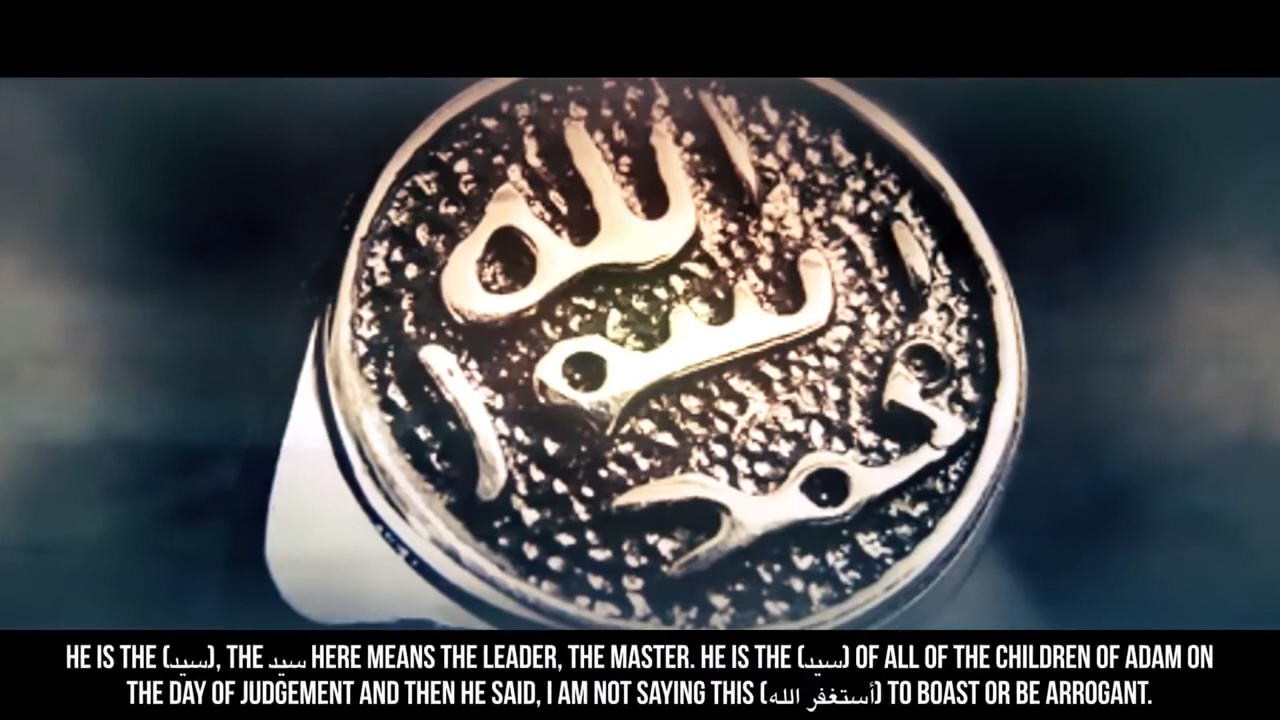 الله
رسول
محمد
HE IS THE (سيد), THE سيد HERE MEANS THE LEADER, THE MASTER. HE IS THE (سيد) OF ALL OF THE CHILDREN OF ADAM ON
THE DAY OF JUDGEMENT AND THEN HE SAID, I AM NOT SAYING THIS (أستغفر الله) TO BOAST OR BE ARROGANT.